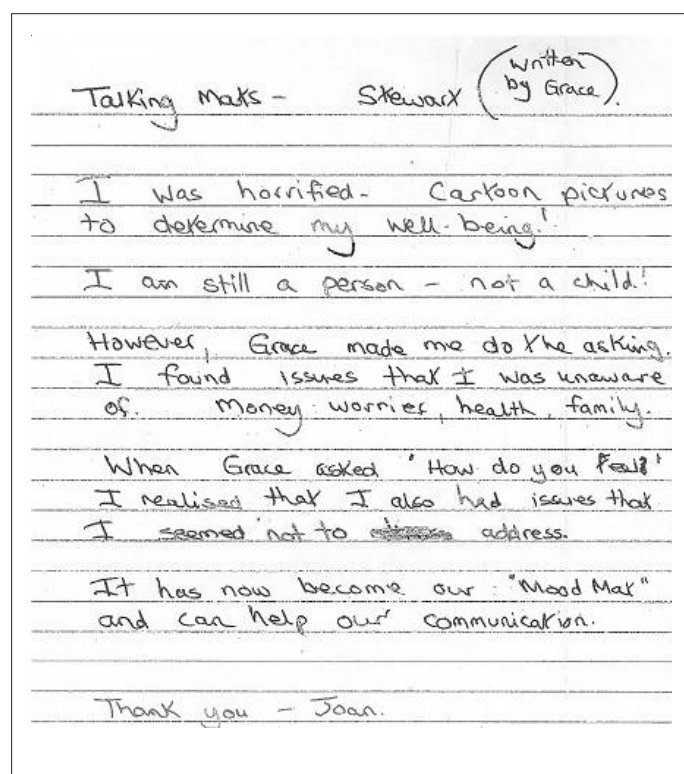 Talking Mats - Stewart (written
by Grace).
I was horrified - Cartoon pictures
to determine my well-being!
I am still a person - not a child!
However, Grace made me do the asking.
I found issues that I was unaware
of. Money worries, health, family.
When Grace asked 'How do you feel?'
I realised that I also had issues that
I seemed not to address.
It has now become our "Mood Mat"
and can help our communication.
Thank you - Joan.